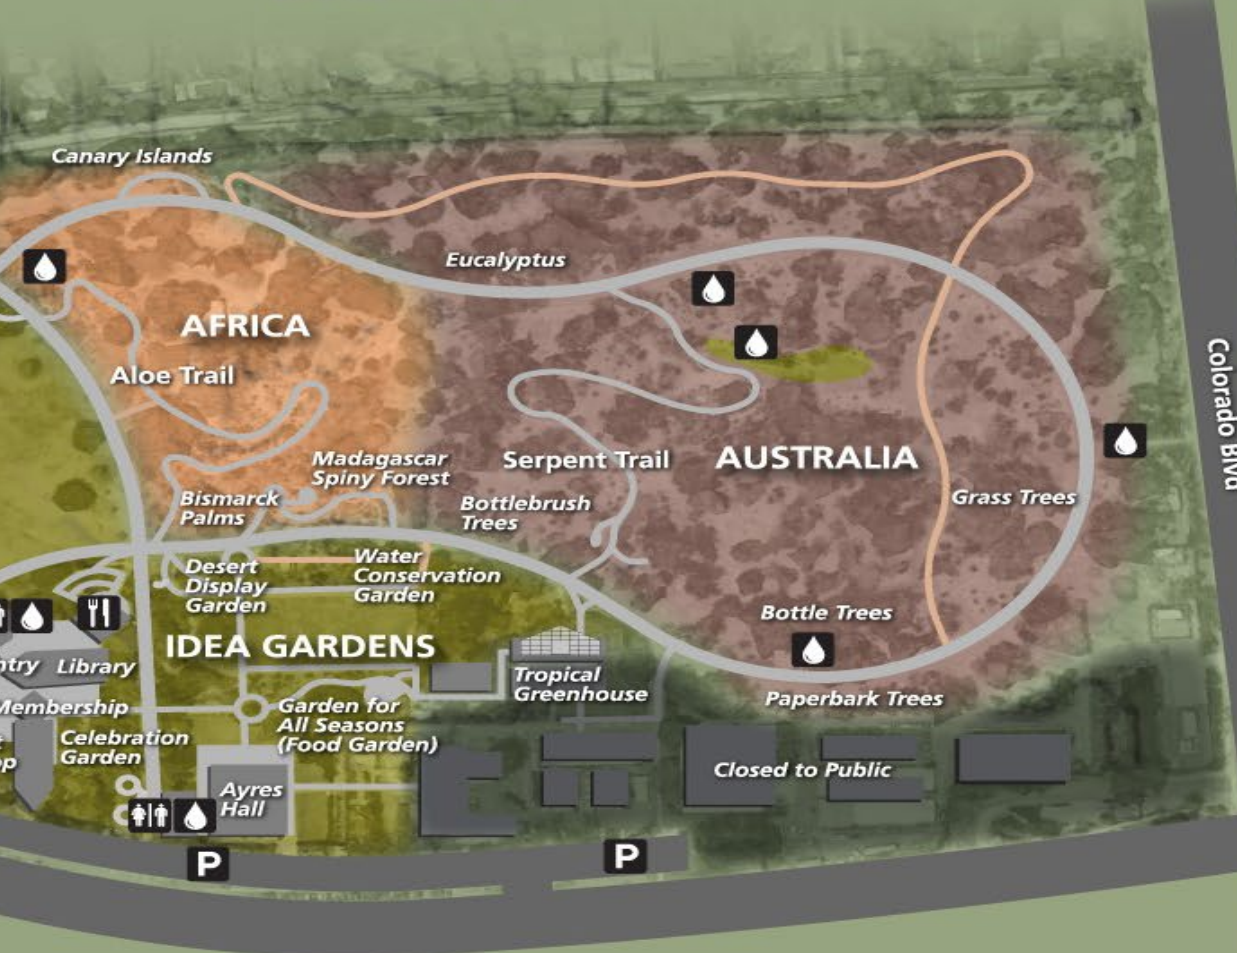 Canary Islands
Eucalyptus
AFRICA
Aloe Trail
Colorado Blvd
Madagascar
Spiny Forest
Serpent Trail
AUSTRALIA
Bismarck
Palms
Bottlebrush
Trees
Grass Trees
Desert
Display
Garden
Water
Conservation
Garden
Bottle Trees
IDEA GARDENS
Library
Tropical
Greenhouse
Paperbark Trees
Membership
Garden for
All Seasons
(Food Garden)
Celebration
Garden
Closed to Public
Ayres
Hall
P
P